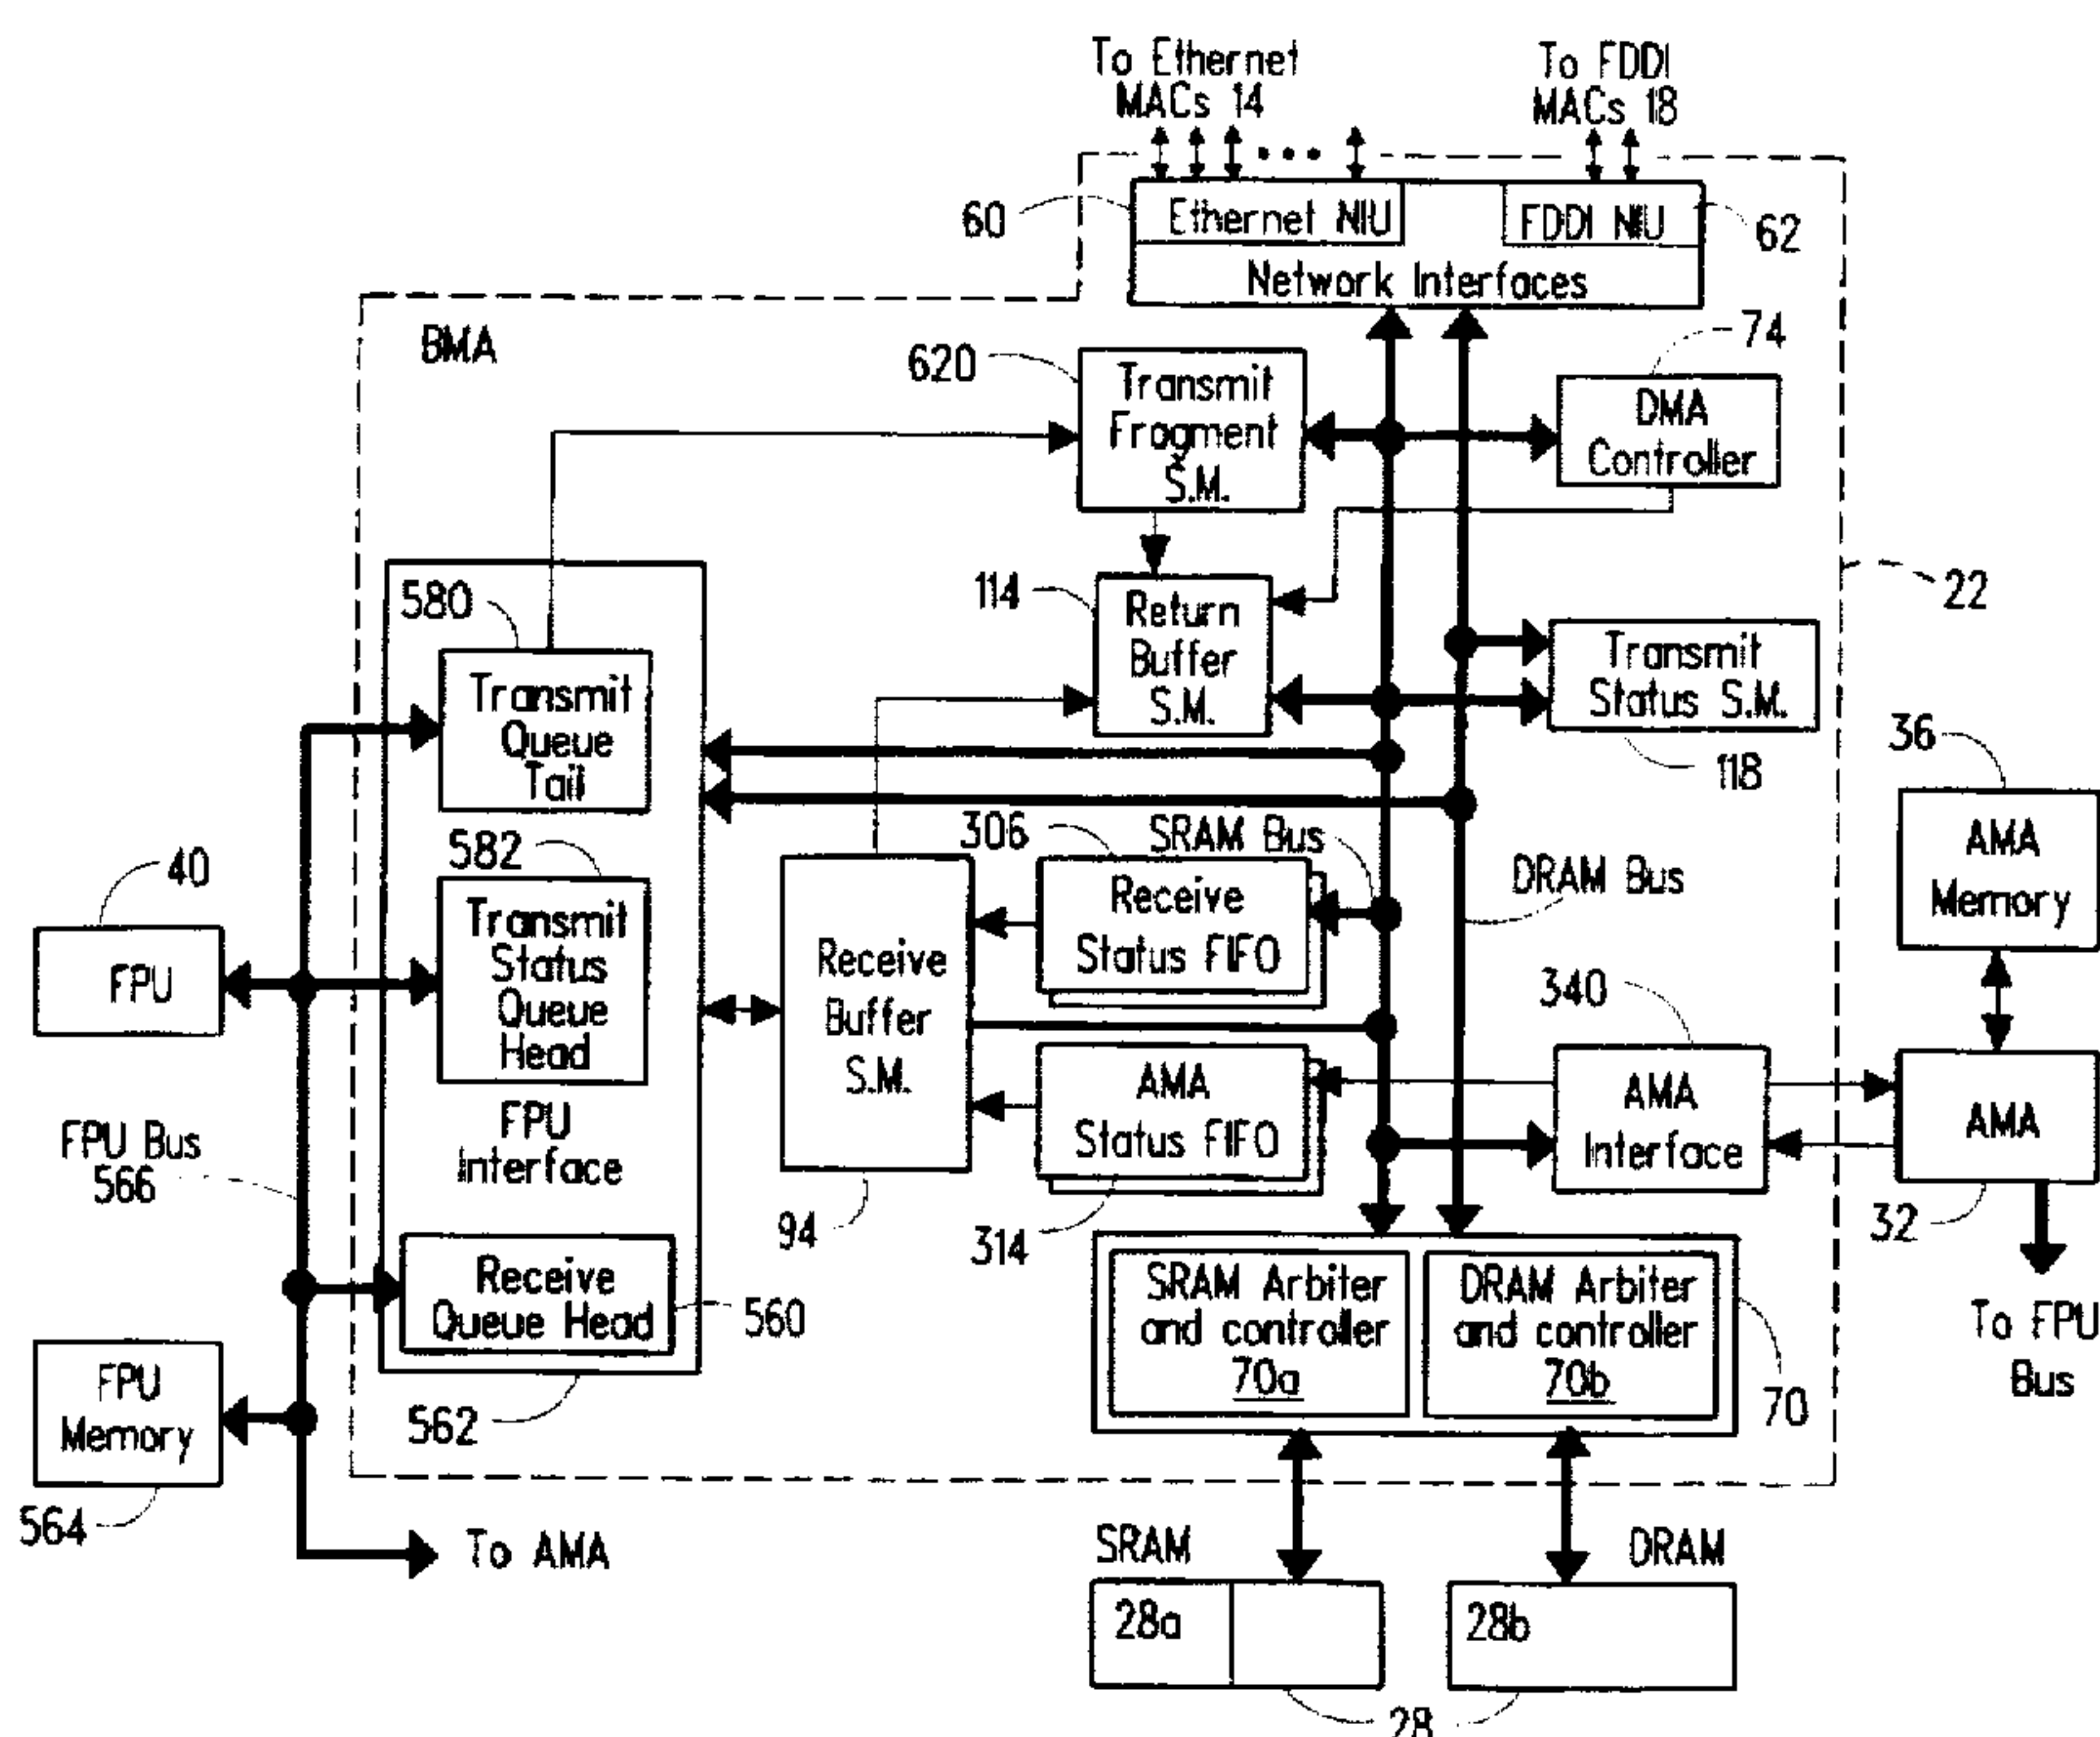 To Ethernet
MACs 14
To FDDI
MACs 18
60
Ethernet NIU
FDDI NIU
62
Network Interfaces
BMA
620
Transmit
Fragment
S.M.
74
DMA
Controller
580
Transmit
Queue
Tail
114
Return
Buffer
S.M.
22
Transmit
Status S.M.
118
36
AMA
Memory
40
FPU
582
Transmit
Status
Queue
Head
FPU
Interface
306
SRAM Bus
Receive
Status FIFO
DRAM Bus
Receive
Buffer
S.M.
94
AMA
Status FIFO
314
340
AMA
Interface
AMA
32
FPU Bus
566
Receive
Queue Head
560
562
SRAM Arbiter
and controller
70a
DRAM Arbiter
and controller
70b
70
To FPU
Bus
FPU
Memory
564
To AMA
SRAM
DRAM
28a
28b
28